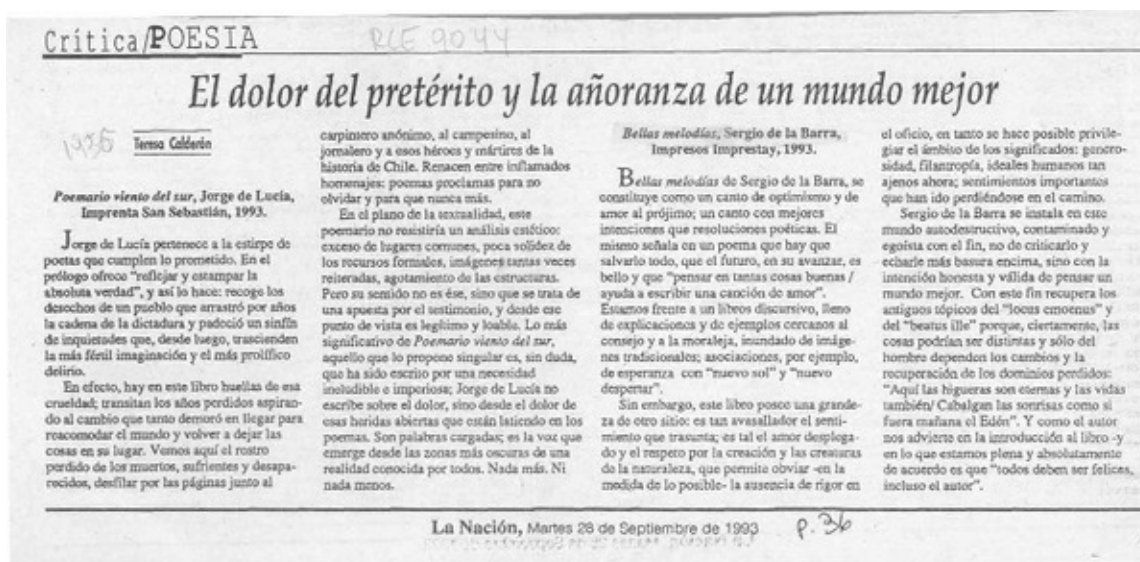 Crítica/POESIA
RCE 9044
El dolor del pretérito y la añoranza de un mundo mejor
Teresa Calderón
Poemario viento del sur, Jorge de Lucía,
Imprenta San Sebastián, 1993.
Jorge de Lucía pertenece a la estirpe de
poetas que cumplen lo prometido. En el
prólogo ofrece "reflejar y estampar la
absoluta verdad", y así lo hace: recoge los
desechos de un pueblo que arrastró por años
la cadena de la dictadura y padeció un sinfín
de inquietudes que, desde luego, trascienden
la más fértil imaginación y el más prolífico
delirio.
En efecto, hay en este libro huellas de esa
crueldad; transitan los años perdidos aspiran-
do al cambio que tanto demoró en llegar para
reacomodar el mundo y volver a dejar las
cosas en su lugar. Vemos aquí el rostro
perdido de los muertos, sufrientes y desapa-
recidos, desfilar por las páginas junto al
carpintero anónimo, al campesino, al
jornalero y a esos héroes y mártires de la
historia de Chile. Renacen entre inflamados
homenajes: poemas proclamas para no
olvidar y para que nunca más.
En el plano de la textualidad, este
poemario no resistiría un análisis estético:
exceso de lugares comunes, poca solidez de
los recursos formales, imágenes tantas veces
reiteradas, agotamiento de las estructuras.
Pero su sentido no es ése, sino que se trata de
una apuesta por el testimonio, y desde ese
punto de vista es legítimo y loable. Lo más
significativo de Poemario viento del sur,
aquello que lo propone singular es, sin duda,
que ha sido escrito por una necesidad
ineludible e imperiosa; Jorge de Lucía no
escribe sobre el dolor, sino desde el dolor de
esas heridas abiertas que están latiendo en los
poemas. Son palabras cargadas; es la voz que
emerge desde las zonas más oscuras de una
realidad conocida por todos. Nada más. Ni
nada menos.
Bellas melodías, Sergio de la Barra,
Impresos Imprestay, 1993.
Bellas melodías de Sergio de la Barra, se
constituye como un canto de optimismo y de
amor al prójimo; un canto con mejores
intenciones que resoluciones poéticas. El
mismo señala en un poema que hay que
salvarlo todo, que el futuro, en su avanzar, es
bello y que "pensar en tantas cosas buenas /
ayuda a escribir una canción de amor".
Estamos frente a un libros discursivo, lleno
de explicaciones y de ejemplos cercanos al
consejo y a la moraleja, inundado de imáge-
nes tradicionales; asociaciones, por ejemplo,
de esperanza con "nuevo sol" y "nuevo
despertar".
Sin embargo, este libro posee una grande-
za de otro sitio: es tan avasallador el senti-
miento que trasunta; es tal el amor desplega-
do y el respeto por la creación y las creaturas
de la naturaleza, que permite obviar -en la
medida de lo posible- la ausencia de rigor en
el oficio, en tanto se hace posible privile-
giar el ámbito de los significados: genero-
sidad, filantropía, ideales humanos tan
ajenos ahora; sentimientos importantes
que han ido perdiéndose en el camino.
Sergio de la Barra se instala en este
mundo autodestructivo, contaminado y
egoísta con el fin, no de criticarlo y
echarle más basura encima, sino con la
intención honesta y válida de pensar un
mundo mejor. Con este fin recupera los
antiguos tópicos del "locus emoenus" y
del "beatus ille" porque, ciertamente, las
cosas podrían ser distintas y sólo del
hombre dependen los cambios y la
recuperación de los dominios perdidos:
"Aquí las higueras son eternas y las vidas
también/ Cabalgan las sonrisas como si
fuera mañana el Edén". Y como el autor
nos advierte en la introducción al libro -y
en lo que estamos plena y absolutamente
de acuerdo es que "todos deben ser felices,
incluso el autor".
La Nación, Martes 28 de Septiembre de 1993 p. 36